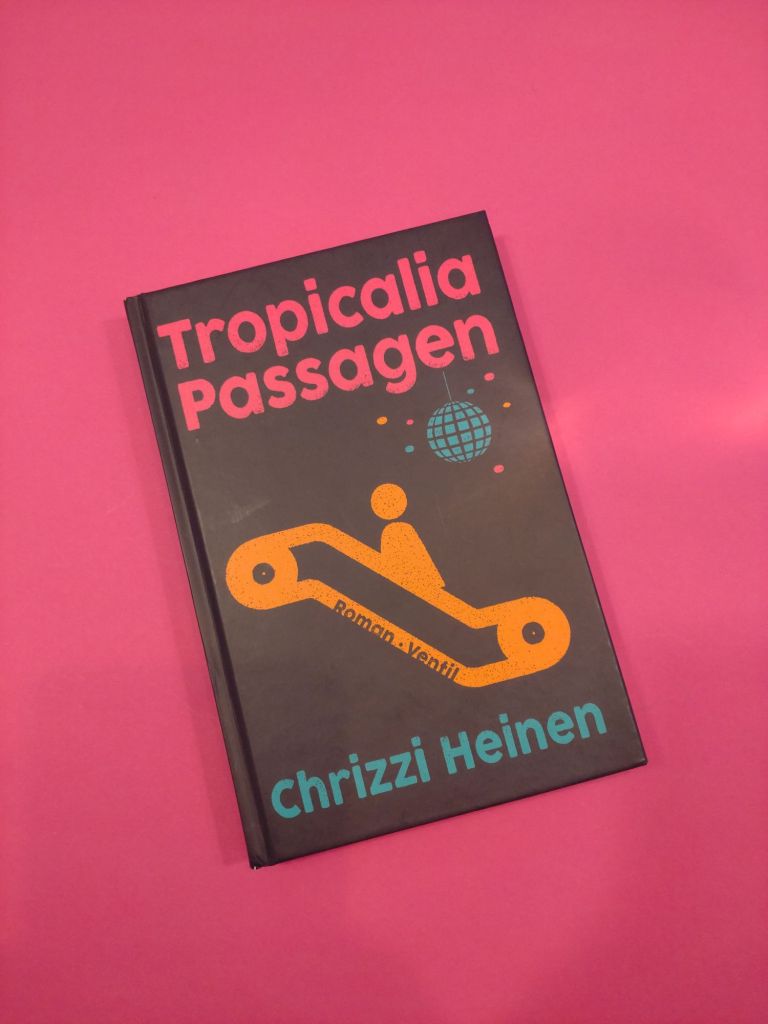 Tropicalia
Passagen
Roman · Ventil
Chrizzi Heinen